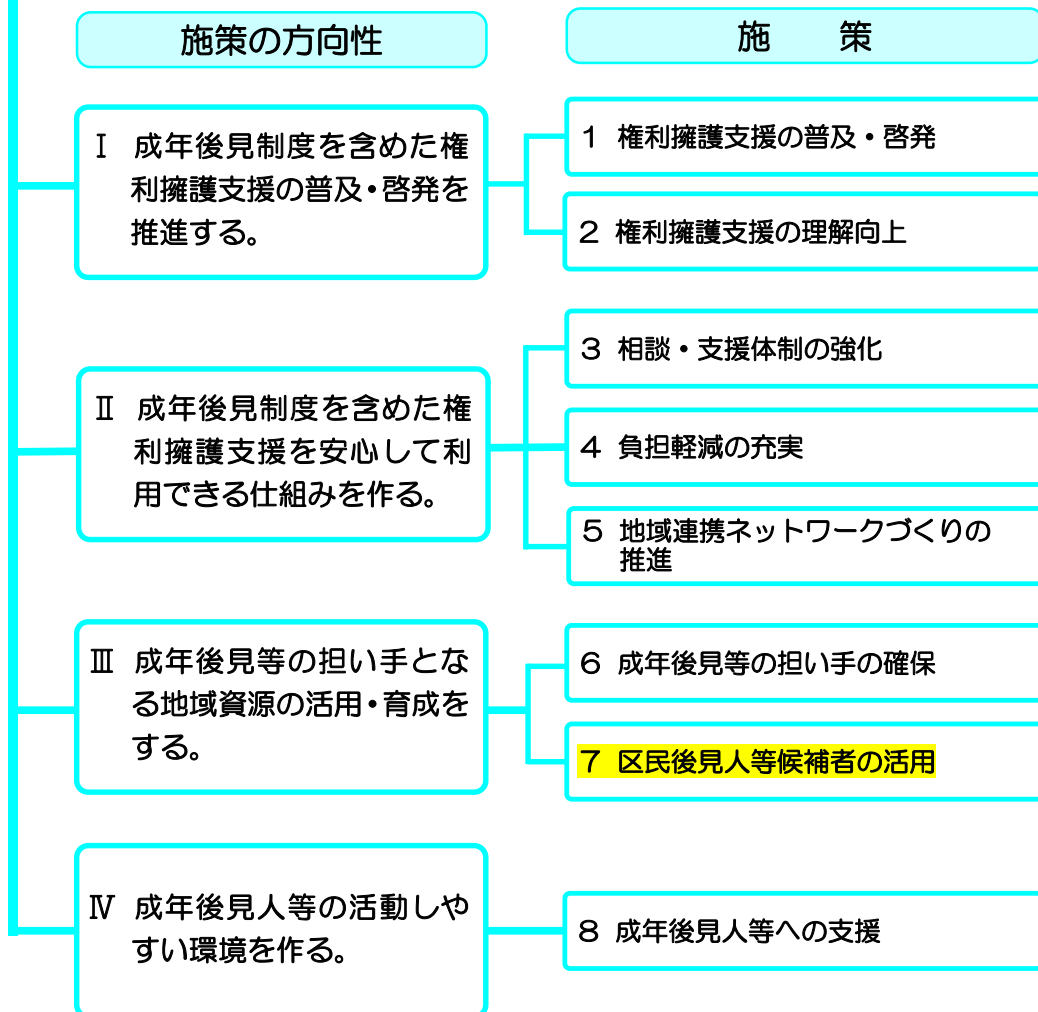 施策の方向性
施　策
Ⅰ 成年後見制度を含めた権
利擁護支援の普及・啓発を
推進する。
1 権利擁護支援の普及・啓発
2 権利擁護支援の理解向上
Ⅱ 成年後見制度を含めた権
利擁護支援を安心して利
用できる仕組みを作る。
3 相談・支援体制の強化
4 負担軽減の充実
5 地域連携ネットワークづくりの
推進
Ⅲ 成年後見等の担い手とな
る地域資源の活用・育成を
する。
6 成年後見等の担い手の確保
7 区民後見人等候補者の活用
Ⅳ 成年後見人等の活動しや
すい環境を作る。
8 成年後見人等への支援